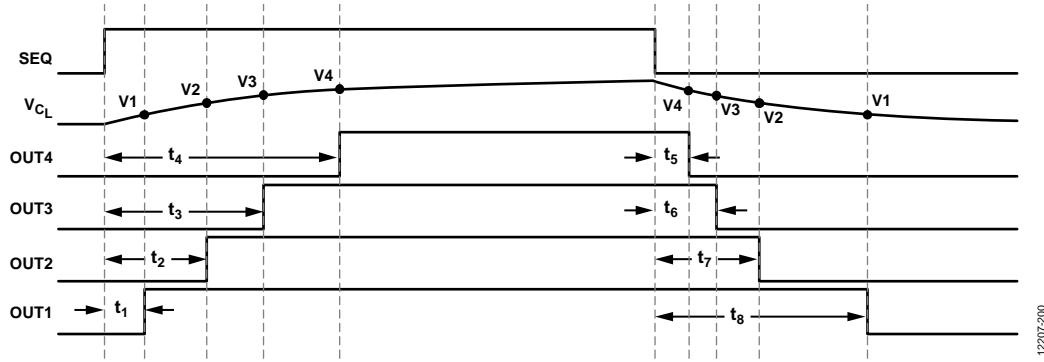 SEQ
V1 V2 V3 V4 V4 V3 V2 V1
VCL
OUT4 t4 t5
OUT3 t3 t6
OUT2 t2 t7
OUT1 t1 t8
12207-200